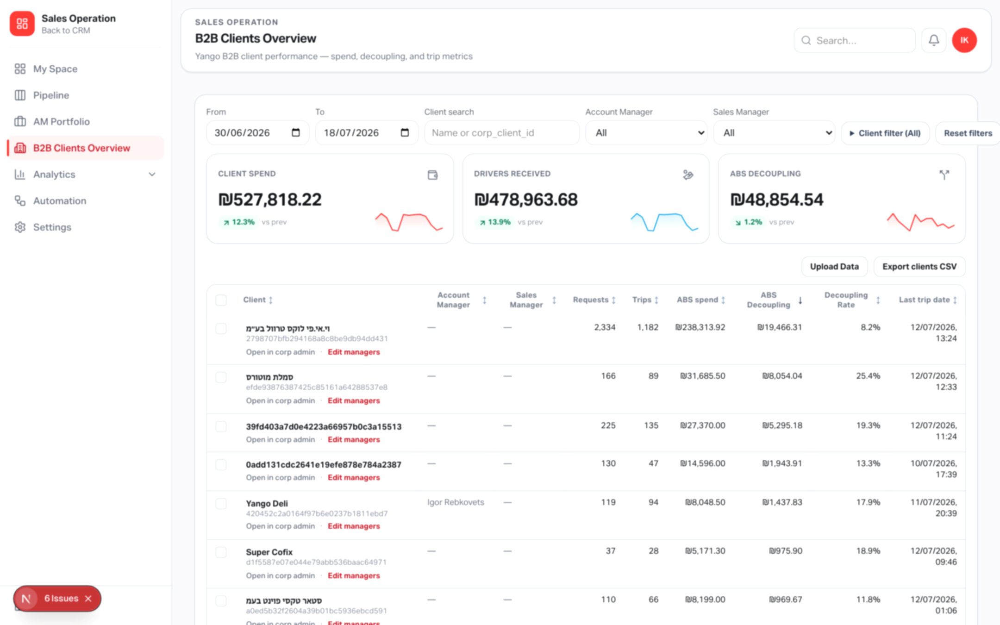 Sales Operation
Back to CRM
My Space
Pipeline
AM Portfolio
B2B Clients Overview
Analytics
Automation
Settings
6 Issues
SALES OPERATION
B2B Clients Overview
Yango B2B client performance — spend, decoupling, and trip metrics
Search...
IK
From
To
Client search
Account Manager
Sales Manager
30/06/2026
18/07/2026
Name or corp_client_id
All
All
Client filter (All)
Reset filters
CLIENT SPEND
₪527,818.22
12.3% vs prev
DRIVERS RECEIVED
₪478,963.68
13.9% vs prev
ABS DECOUPLING
₪48,854.54
1.2% vs prev
Upload Data
Export clients CSV
Client Account Manager Sales Manager Requests Trips ABS spend ABS Decoupling Decoupling Rate Last trip date
וי.אי.פי לוקס טרוול בע״מ — — 2,334 1,182 ₪238,313.92 ₪19,466.31 8.2% 12/07/2026, 13:24
2798707bfb294168a8c8be9db94dd431
Open in corp admin · Edit managers
סמלת מוטורס — — 166 89 ₪31,685.50 ₪8,054.04 25.4% 12/07/2026, 12:33
efde93876387425c85161a64288537e8
Open in corp admin · Edit managers
39fd403a7d0e4223a66957b0c3a15513 — — 225 135 ₪27,370.00 ₪5,295.18 19.3% 12/07/2026, 11:24
Open in corp admin · Edit managers
0add131cdc2641e19efe878e784a2387 — — 130 47 ₪14,596.00 ₪1,943.91 13.3% 10/07/2026, 17:39
Open in corp admin · Edit managers
Yango Deli Igor Rebkovets — 119 94 ₪8,048.50 ₪1,437.83 17.9% 11/07/2026, 20:39
420452c2a0164f97b6e0237b1811ebd7
Open in corp admin · Edit managers
Super Cofix — — 37 28 ₪5,171.30 ₪975.90 18.9% 12/07/2026, 09:46
d1f5587e07e044e79abb536baac64971
Open in corp admin · Edit managers
סטאר טקסי פוינט בעמ — — 110 66 ₪8,199.00 ₪969.67 11.8% 12/07/2026, 01:06
a0ed5b32f2604a39b01bc5936ebcd591
Open in corp admin · Edit managers